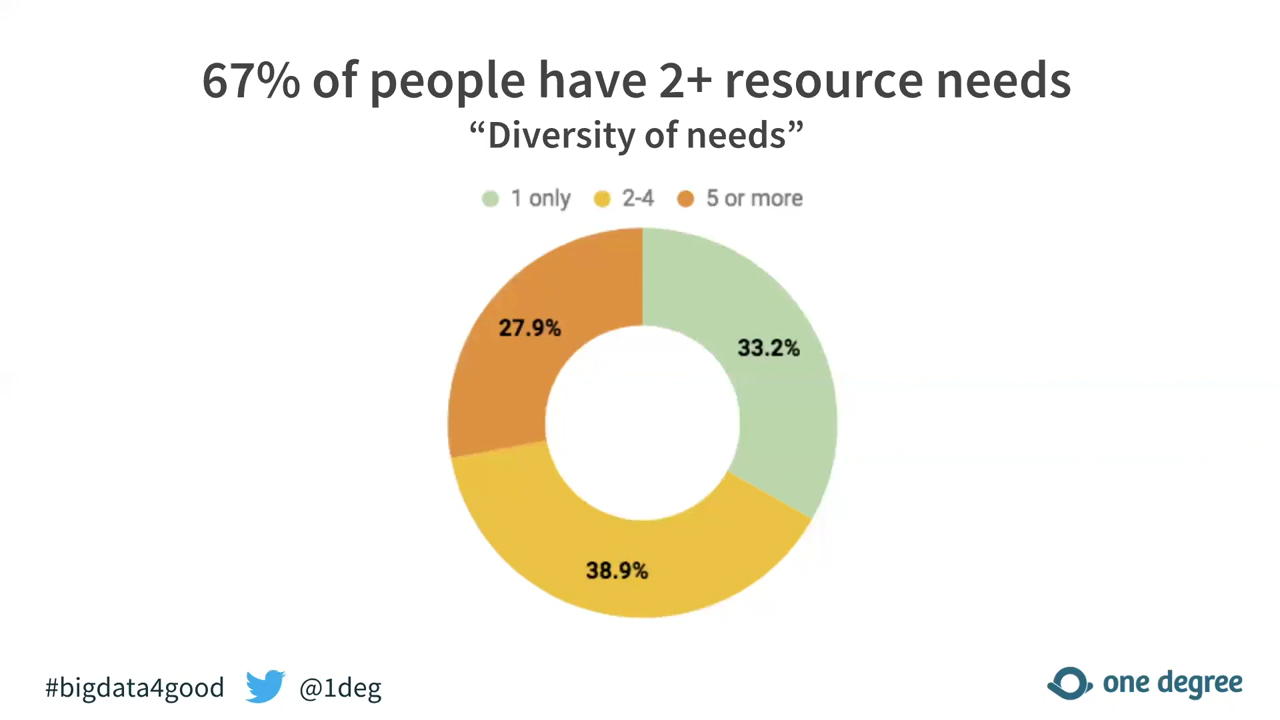 67% of people have 2+ resource needs
“Diversity of needs”
1 only 2-4 5 or more
27.9%
33.2%
38.9%
#bigdata4good @1deg
one degree